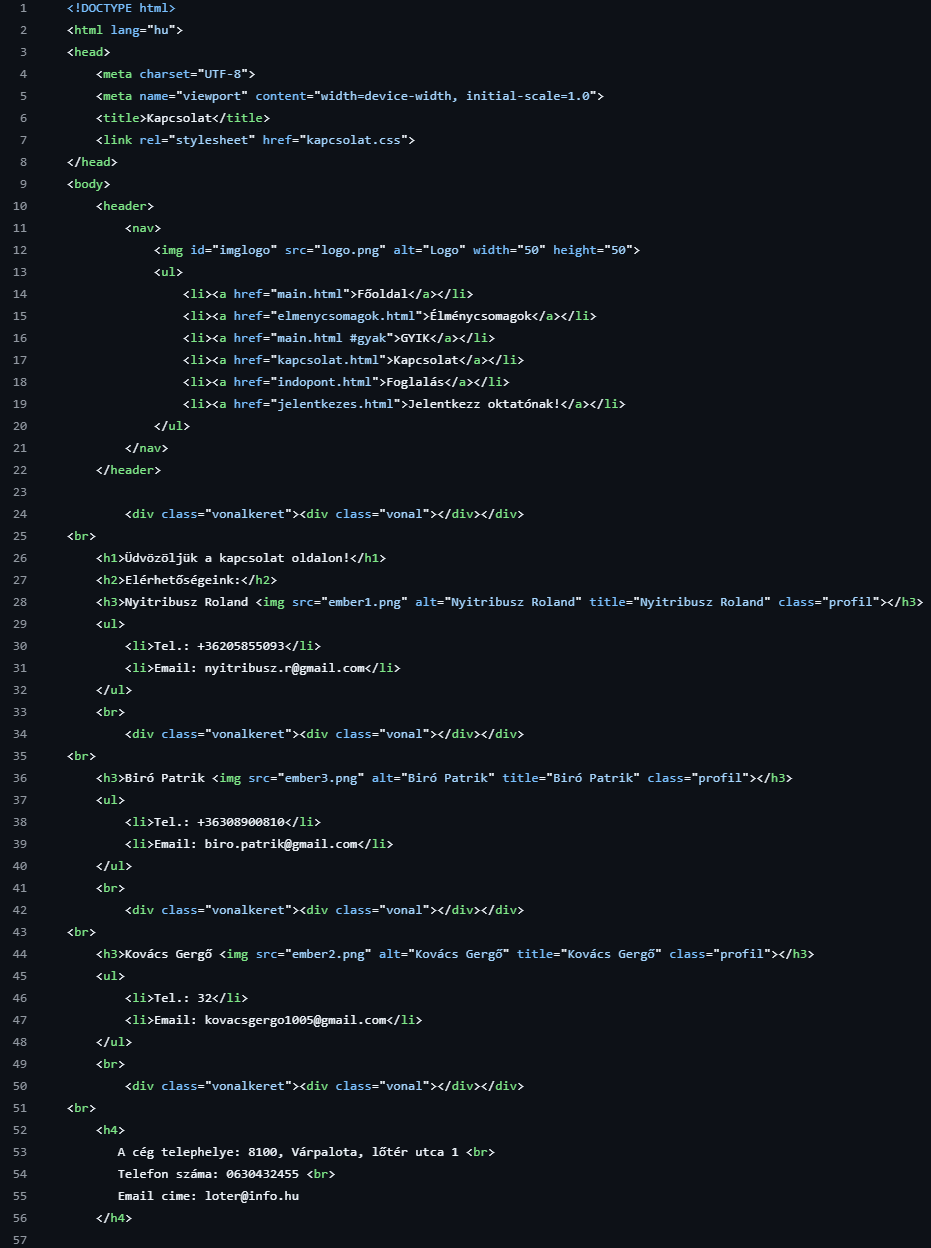 1 <!DOCTYPE html>
2 <html lang="hu">
3 <head>
4 <meta charset="UTF-8">
5 <meta name="viewport" content="width=device-width, initial-scale=1.0">
6 <title>Kapcsolat</title>
7 <link rel="stylesheet" href="kapcsolat.css">
8 </head>
9 <body>
10 <header>
11 <nav>
12 <img id="imglogo" src="logo.png" alt="Logo" width="50" height="50">
13 <ul>
14 <li><a href="main.html">Főoldal</a></li>
15 <li><a href="elmenycsomagok.html">Élménycsomagok</a></li>
16 <li><a href="main.html #gyak">GYIK</a></li>
17 <li><a href="kapcsolat.html">Kapcsolat</a></li>
18 <li><a href="indopont.html">Foglalás</a></li>
19 <li><a href="jelentkezes.html">Jelentkezz oktatónak!</a></li>
20 </ul>
21 </nav>
22 </header>
23
24 <div class="vonalkeret"><div class="vonal"></div></div>
25 <br>
26 <h1>Üdvözöljük a kapcsolat oldalon!</h1>
27 <h2>Elérhetőségeink:</h2>
28 <h3>Nyitribusz Roland <img src="ember1.png" alt="Nyitribusz Roland" title="Nyitribusz Roland" class="profil"></h3>
29 <ul>
30 <li>Tel.: +36205855093</li>
31 <li>Email: nyitribusz.r@gmail.com</li>
32 </ul>
33 <br>
34 <div class="vonalkeret"><div class="vonal"></div></div>
35 <br>
36 <h3>Biró Patrik <img src="ember3.png" alt="Biró Patrik" title="Biró Patrik" class="profil"></h3>
37 <ul>
38 <li>Tel.: +36308900810</li>
39 <li>Email: biro.patrik@gmail.com</li>
40 </ul>
41 <br>
42 <div class="vonalkeret"><div class="vonal"></div></div>
43 <br>
44 <h3>Kovács Gergő <img src="ember2.png" alt="Kovács Gergő" title="Kovács Gergő" class="profil"></h3>
45 <ul>
46 <li>Tel.: 32</li>
47 <li>Email: kovacsgergo1005@gmail.com</li>
48 </ul>
49 <br>
50 <div class="vonalkeret"><div class="vonal"></div></div>
51 <br>
52 <h4>
53 A cég telephelye: 8100, Várpalota, lőtér utca 1 <br>
54 Telefon száma: 0630432455 <br>
55 Email cime: loter@info.hu
56 </h4>
57